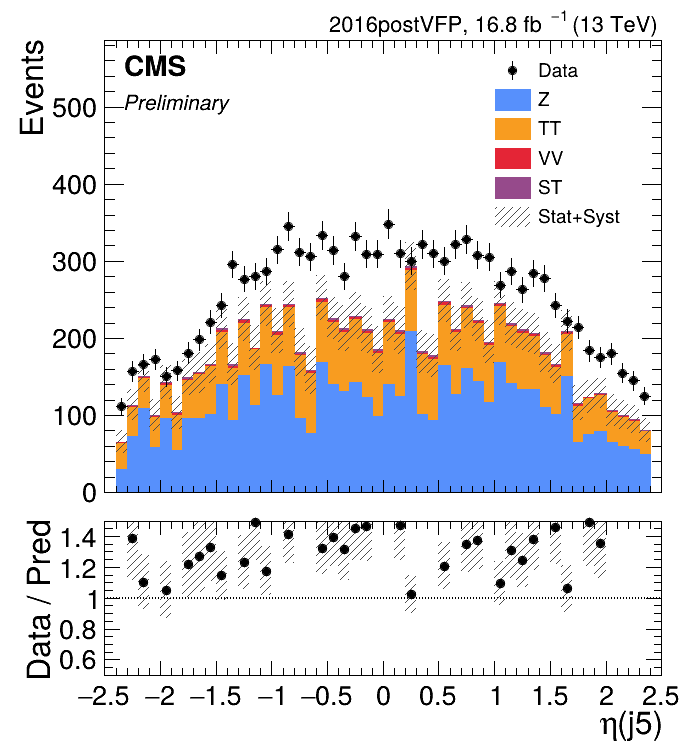 2016postVFP, 16.8 fb⁻¹ (13 TeV)
CMS
Preliminary
Events
Data
Z
TT
VV
ST
Stat+Syst
500
400
300
200
100
0
Data / Pred
1.4
1.2
1
0.8
0.6
−2.5 −2 −1.5 −1 −0.5 0 0.5 1 1.5 2 2.5
η(j5)